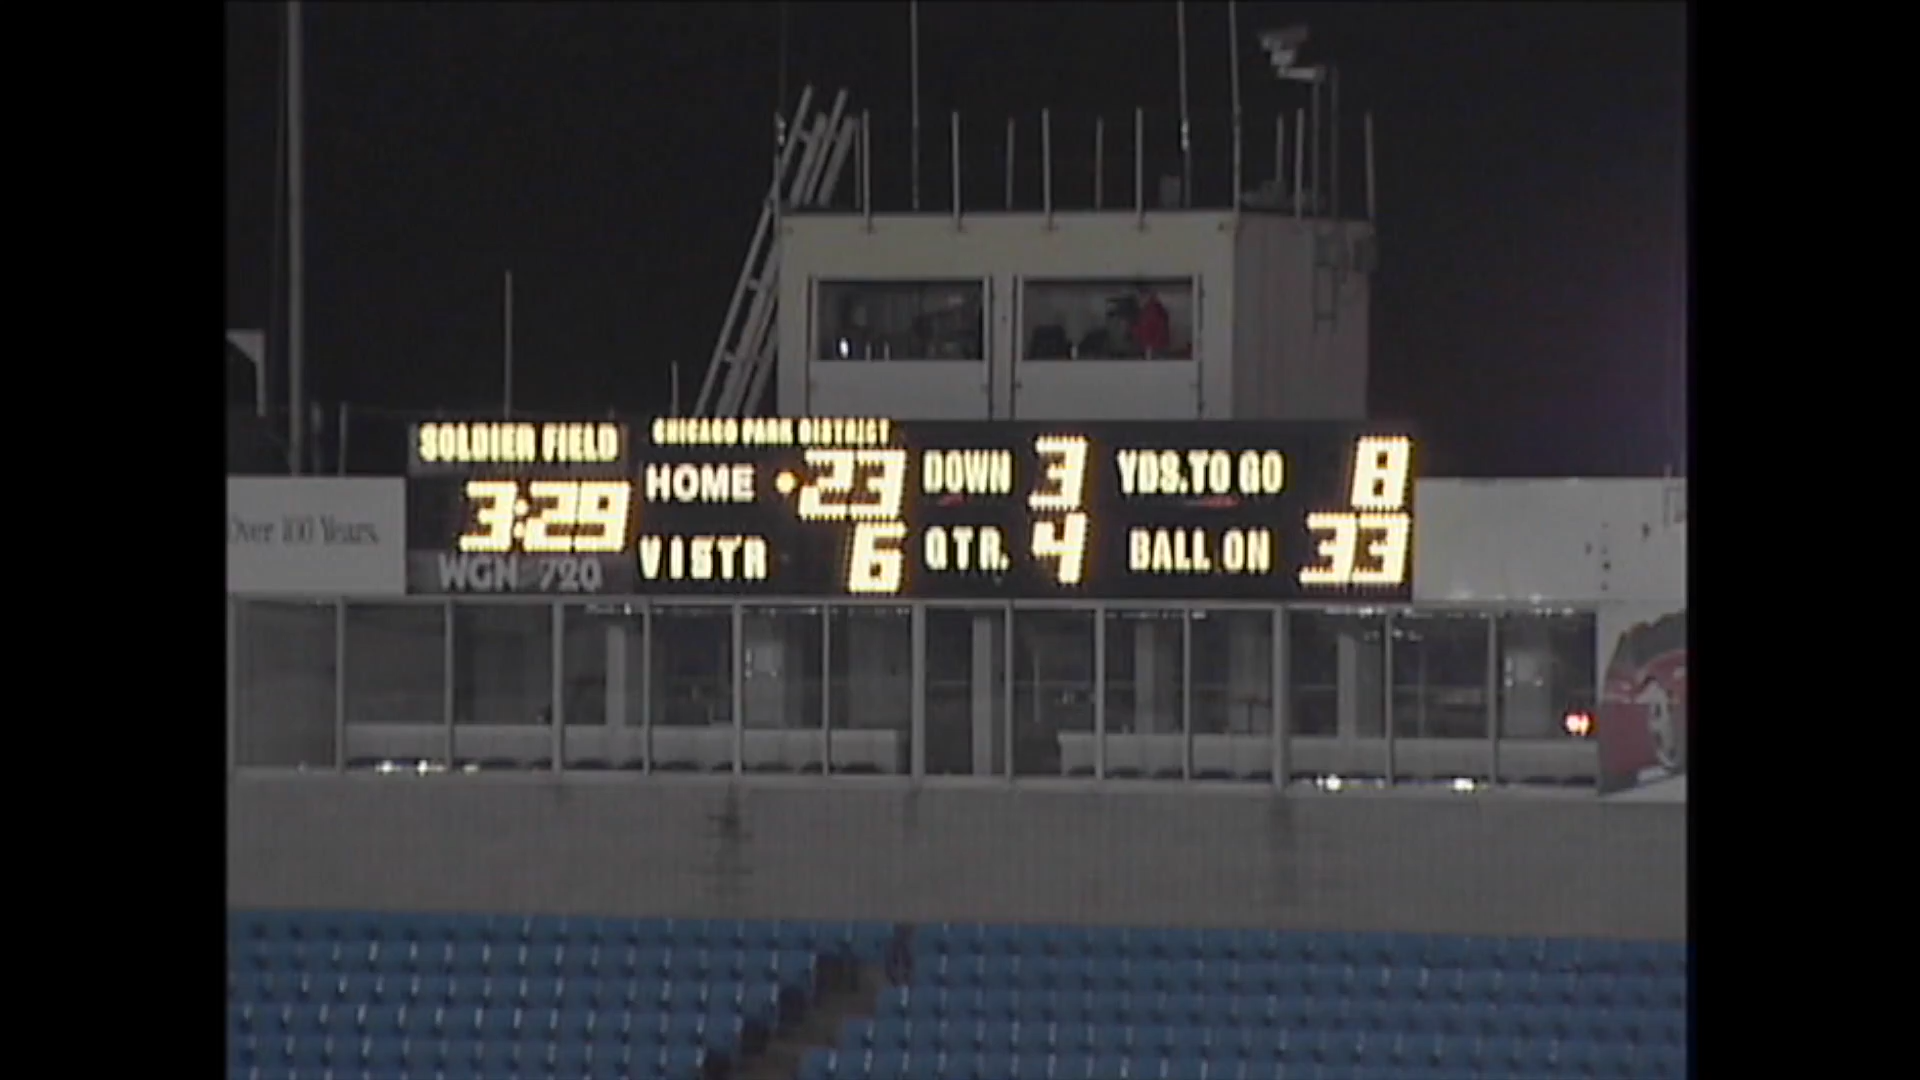 SOLDIER FIELD
CHICAGO PARK DISTRICT
HOME 23 DOWN 3 YDS.TO GO 8
3:29
VISTR 6 QTR. 4 BALL ON 33
WGN 720
Over 100 Years.